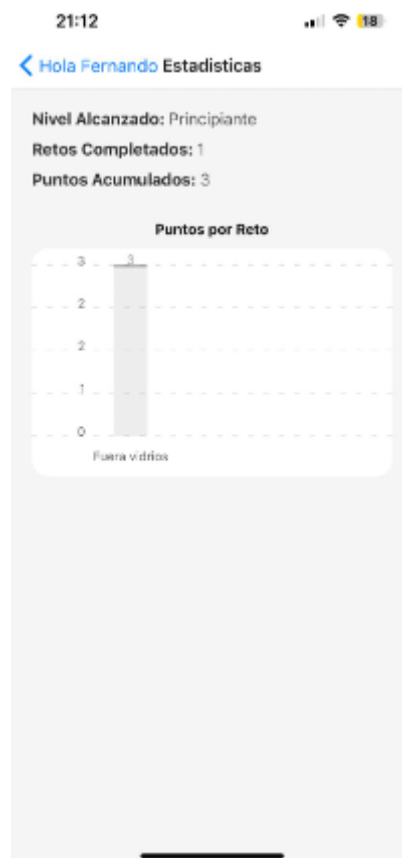 21:12 18
Hola Fernando Estadisticas
Nivel Alcanzado: Principiante
Retos Completados: 1
Puntos Acumulados: 3
Puntos por Reto
3 3
2
2
1
0
Fuera vidrios